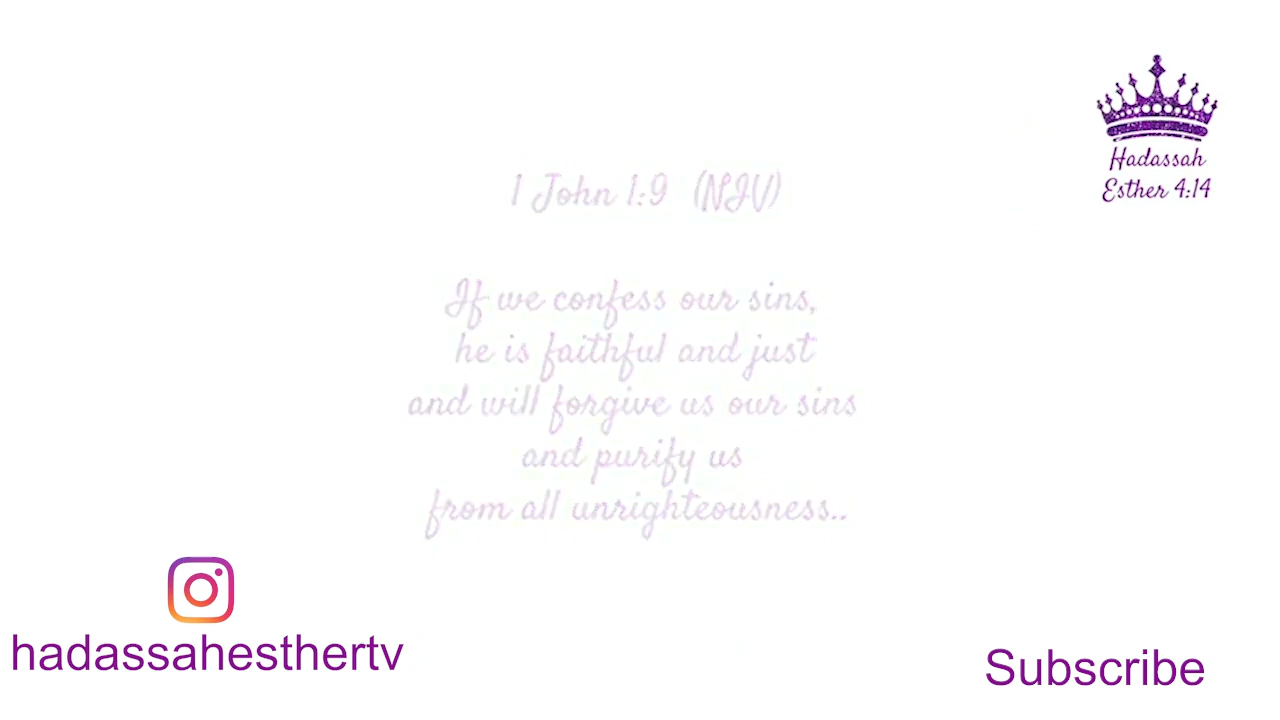 Hadassah
Esther 4:14
1 John 1:9 (NIV)
If we confess our sins,
he is faithful and just
and will forgive us our sins
and purify us
from all unrighteousness..
hadassahesthertv
Subscribe